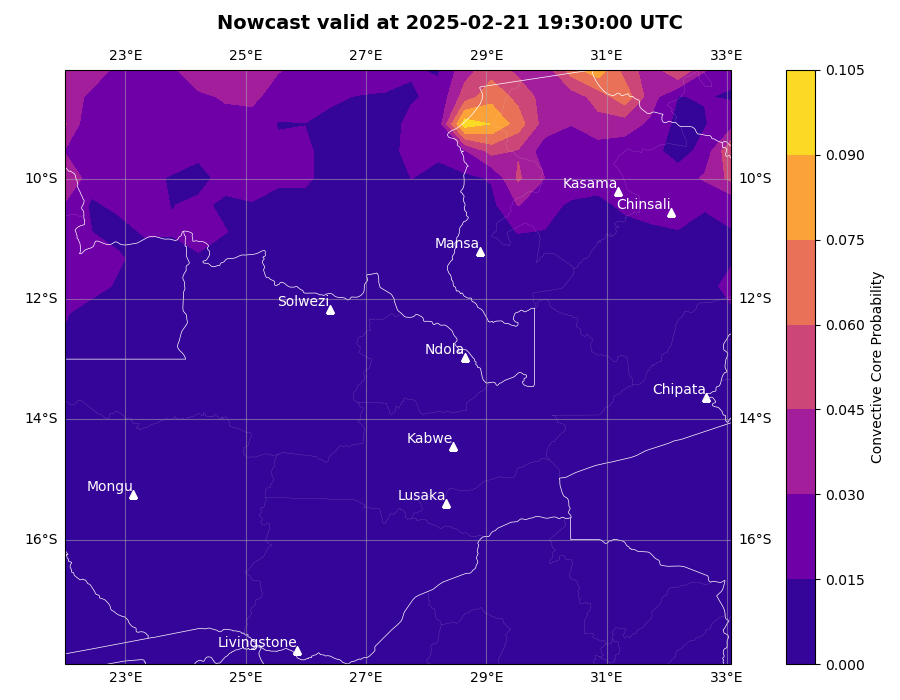 Nowcast valid at 2025-02-21 19:30:00 UTC
23°E 25°E 27°E 29°E 31°E 33°E
0.105
0.090
10°S Kasama 10°S
Chinsali
0.075
Mansa
12°S Solwezi 12°S
0.060
Ndola
Chipata
0.045
14°S 14°S
Kabwe
Convective Core Probability
Mongu
Lusaka
0.030
16°S 16°S
0.015
Livingstone
0.000
23°E 25°E 27°E 29°E 31°E 33°E